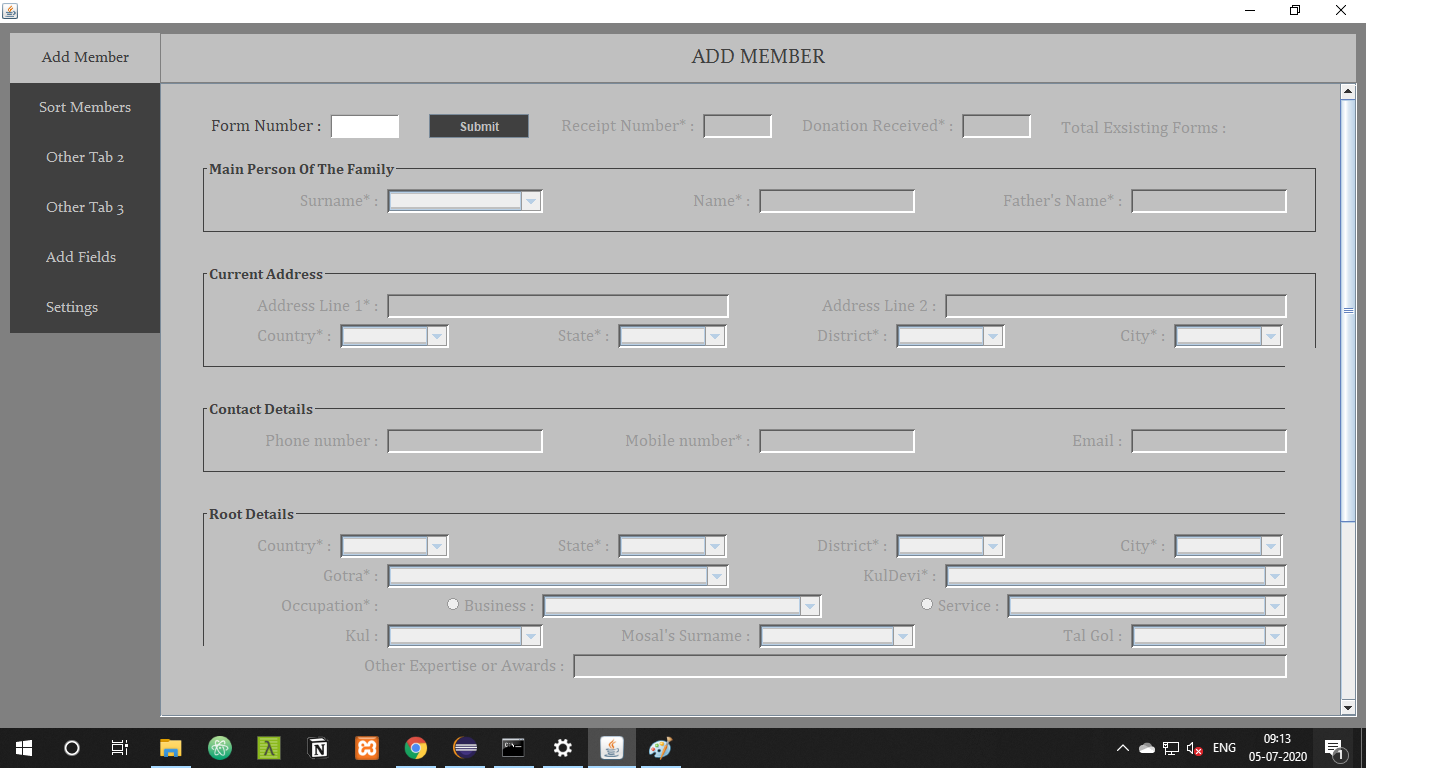 Add Member
ADD MEMBER
Sort Members
Other Tab 2
Other Tab 3
Add Fields
Settings
Form Number : Submit Receipt Number* : Donation Received* : Total Exsisting Forms :
Main Person Of The Family
Surname* : Name* : Father's Name* :
Current Address
Address Line 1* : Address Line 2 :
Country* : State* : District* : City* :
Contact Details
Phone number : Mobile number* : Email :
Root Details
Country* : State* : District* : City* :
Gotra* : KulDevi* :
Occupation* : Business : Service :
Kul : Mosal's Surname : Tal Gol :
Other Expertise or Awards :
ENG
09:13
05-07-2020
1